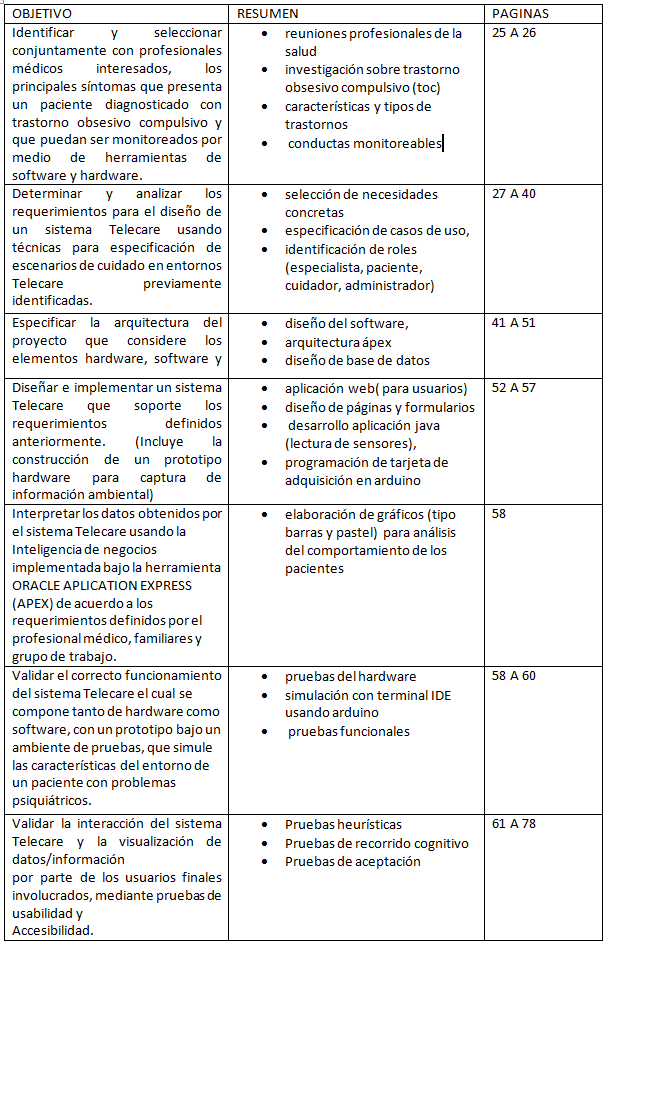 OBJETIVO RESUMEN PAGINAS
Identificar y seleccionar
conjuntamente con profesionales
médicos interesados, los
principales síntomas que presenta
un paciente diagnosticado con
trastorno obsesivo compulsivo y
que puedan ser monitoreados por
medio de herramientas de
software y hardware.
• reuniones profesionales de la
salud
• investigación sobre trastorno
obsesivo compulsivo (toc)
• características y tipos de
trastornos
• conductas monitoreables
25 A 26
Determinar y analizar los
requerimientos para el diseño de
un sistema Telecare usando
técnicas para especificación de
escenarios de cuidado en entornos
Telecare previamente
identificadas.
• selección de necesidades
concretas
• especificación de casos de uso,
• identificación de roles
(especialista, paciente,
cuidador, administrador)
27 A 40
Especificar la arquitectura del
proyecto que considere los
elementos hardware, software y
• diseño del software,
• arquitectura ápex
• diseño de base de datos
41 A 51
Diseñar e implementar un sistema
Telecare que soporte los
requerimientos definidos
anteriormente. (Incluye la
construcción de un prototipo
hardware para captura de
información ambiental)
• aplicación web( para usuarios)
• diseño de páginas y formularios
• desarrollo aplicación java
(lectura de sensores),
• programación de tarjeta de
adquisición en arduino
52 A 57
Interpretar los datos obtenidos por
el sistema Telecare usando la
Inteligencia de negocios
implementada bajo la herramienta
ORACLE APLICATION EXPRESS
(APEX) de acuerdo a los
requerimientos definidos por el
profesional médico, familiares y
grupo de trabajo.
• elaboración de gráficos (tipo
barras y pastel) para análisis
del comportamiento de los
pacientes
58
Validar el correcto funcionamiento
del sistema Telecare el cual se
compone tanto de hardware como
software, con un prototipo bajo un
ambiente de pruebas, que simule
las características del entorno de
un paciente con problemas
psiquiátricos.
• pruebas del hardware
• simulación con terminal IDE
usando arduino
• pruebas funcionales
58 A 60
Validar la interacción del sistema
Telecare y la visualización de
datos/información
por parte de los usuarios finales
involucrados, mediante pruebas de
usabilidad y
Accesibilidad.
• Pruebas heurísticas
• Pruebas de recorrido cognitivo
• Pruebas de aceptación
61 A 78